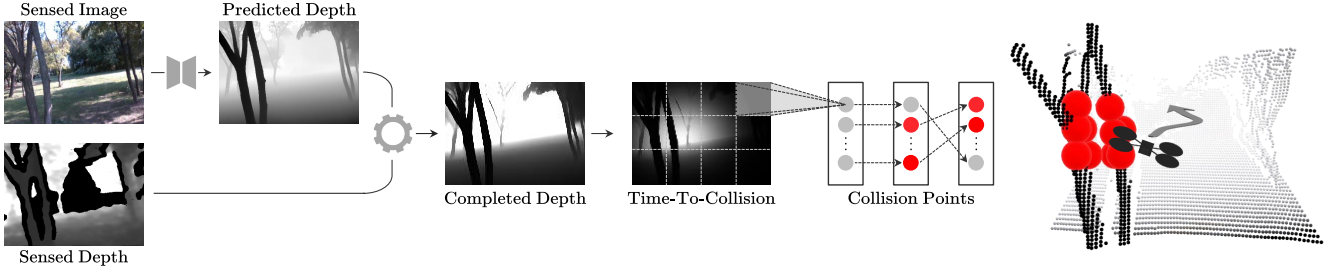 Sensed Image
Predicted Depth
Sensed Depth
Completed Depth
Time-To-Collision
Collision Points